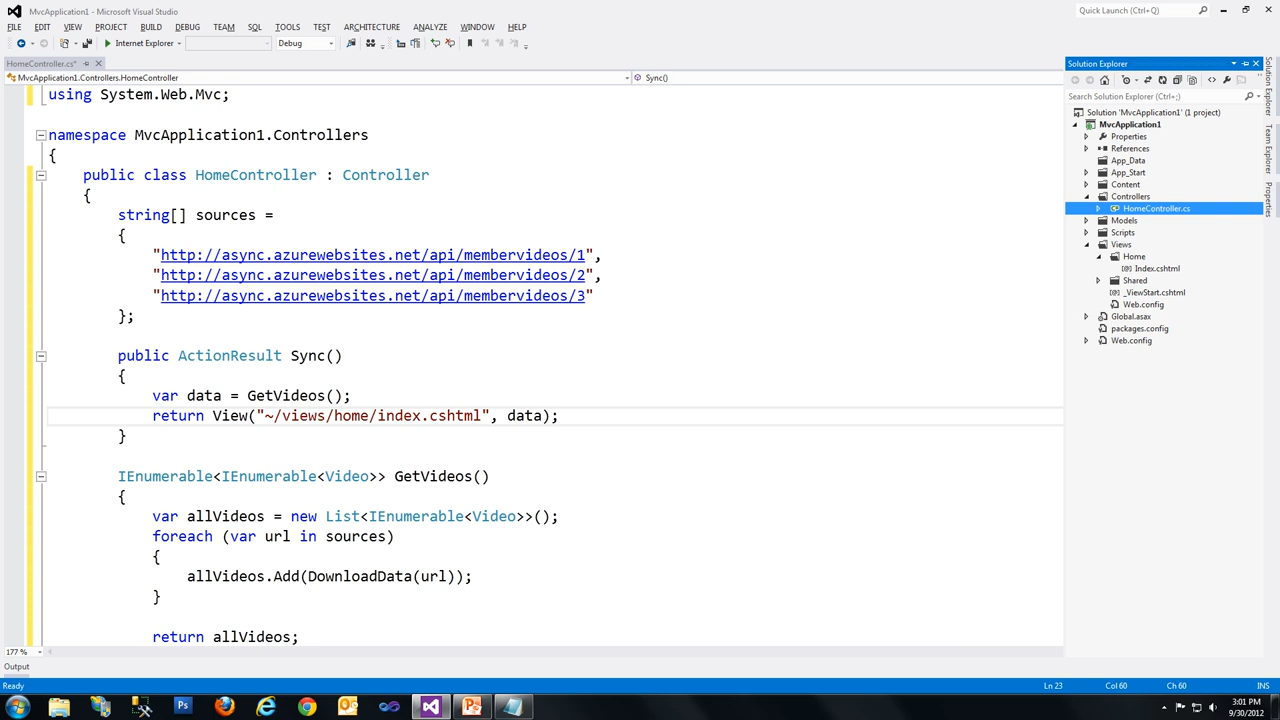 MvcApplication1 - Microsoft Visual Studio
Quick Launch (Ctrl+Q)
FILE EDIT VIEW PROJECT BUILD DEBUG TEAM SQL TOOLS TEST ARCHITECTURE ANALYZE WINDOW HELP
Internet Explorer Debug
HomeController.cs*
MvcApplication1.Controllers.HomeController
Sync()
using System.Web.Mvc;
namespace MvcApplication1.Controllers
{
public class HomeController : Controller
{
string[] sources =
{
"http://async.azurewebsites.net/api/membervideos/1",
"http://async.azurewebsites.net/api/membervideos/2",
"http://async.azurewebsites.net/api/membervideos/3"
};
public ActionResult Sync()
{
var data = GetVideos();
return View("~/views/home/index.cshtml", data);
}
IEnumerable<IEnumerable<Video>> GetVideos()
{
var allVideos = new List<IEnumerable<Video>>();
foreach (var url in sources)
{
allVideos.Add(DownloadData(url));
}
return allVideos;
177 %
Output
Solution Explorer
Search Solution Explorer (Ctrl+;)
Solution 'MvcApplication1' (1 project)
MvcApplication1
Properties
References
App_Data
App_Start
Content
Controllers
HomeController.cs
Models
Scripts
Views
Home
Index.cshtml
Shared
_ViewStart.cshtml
Web.config
Global.asax
packages.config
Web.config
Solution Explorer
Team Explorer
Properties
Ready
Ln 23
Col 60
Ch 60
INS
3:01 PM
9/30/2012